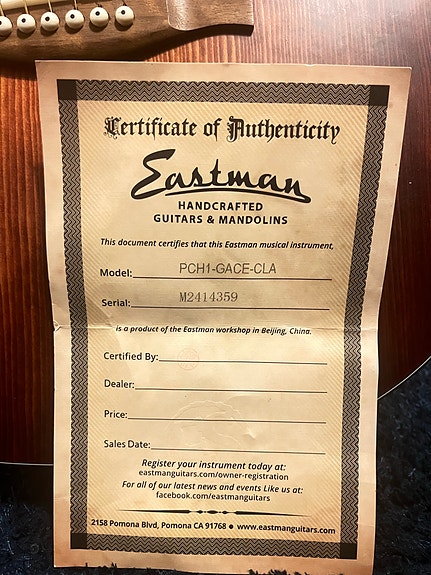 Certificate of Authenticity
Eastman
HANDCRAFTED
GUITARS & MANDOLINS
This document certifies that this Eastman musical instrument,
Model: PCH1-GACE-CLA
Serial: M2414359
is a product of the Eastman workshop in Beijing, China.
Certified By:
Dealer:
Price:
Sales Date:
Register your instrument today at:
eastmanguitars.com/owner-registration
For all of our latest news and events Like us at:
facebook.com/eastmanguitars
2158 Pomona Blvd, Pomona CA 91768 ● www.eastmanguitars.com